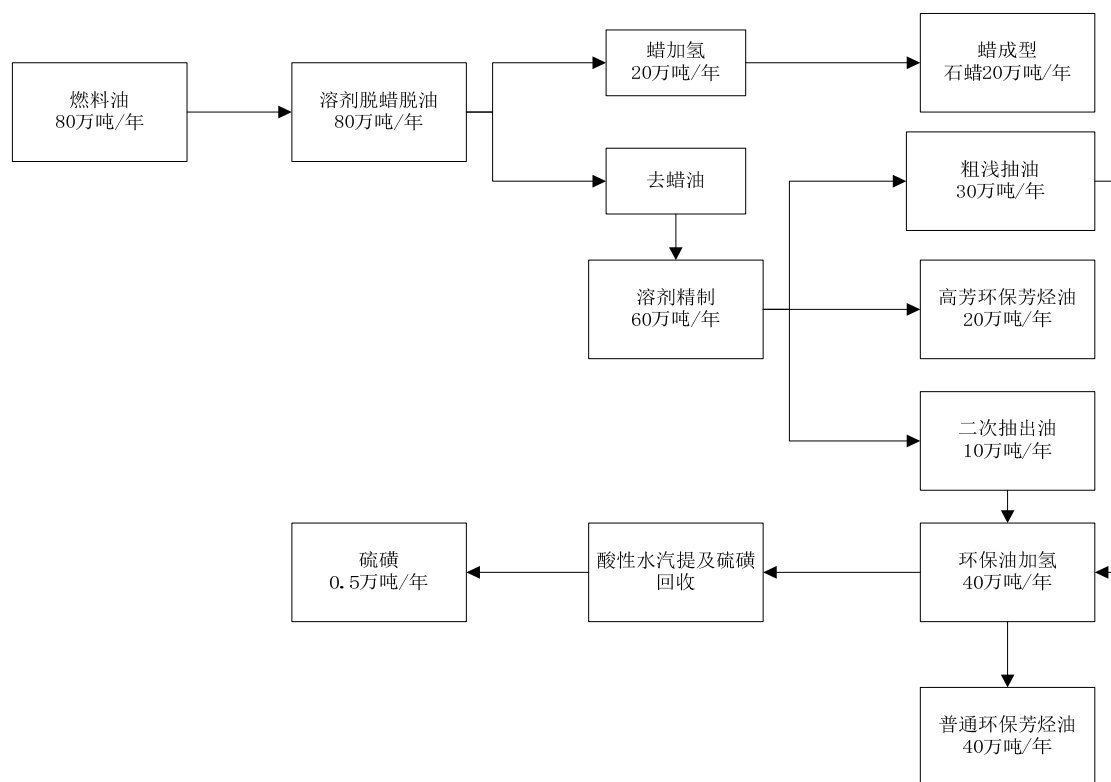 燃料油
80万吨/年
溶剂脱蜡脱油
80万吨/年
蜡加氢
20万吨/年
蜡成型
石蜡20万吨/年
去蜡油
粗浅抽油
30万吨/年
溶剂精制
60万吨/年
高芳环保芳烃油
20万吨/年
二次抽出油
10万吨/年
硫磺
0.5万吨/年
酸性水汽提及硫磺
回收
环保油加氢
40万吨/年
普通环保芳烃油
40万吨/年